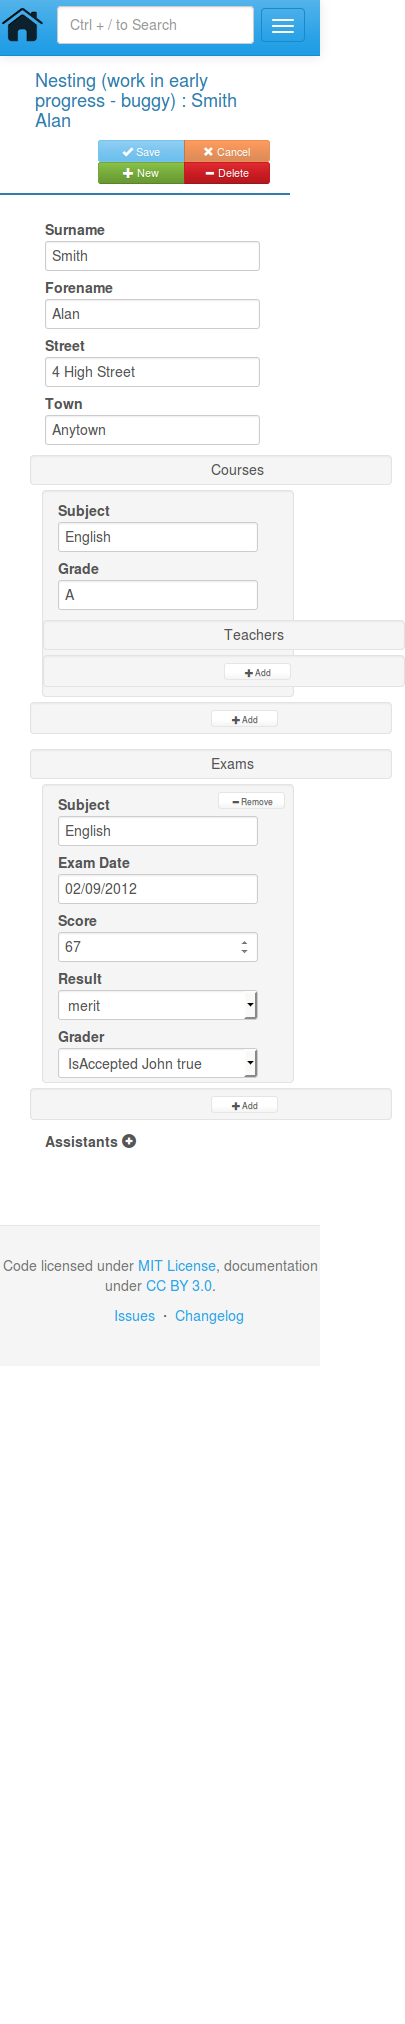 Ctrl + / to Search
Nesting (work in early
progress - buggy) : Smith
Alan
Save Cancel
New Delete
Surname
Smith
Forename
Alan
Street
4 High Street
Town
Anytown
Courses
Subject
English
Grade
A
Teachers
Add
Add
Exams
Subject Remove
English
Exam Date
02/09/2012
Score
67
Result
merit
Grader
IsAccepted John true
Add
Assistants
Code licensed under MIT License, documentation
under CC BY 3.0.
Issues · Changelog